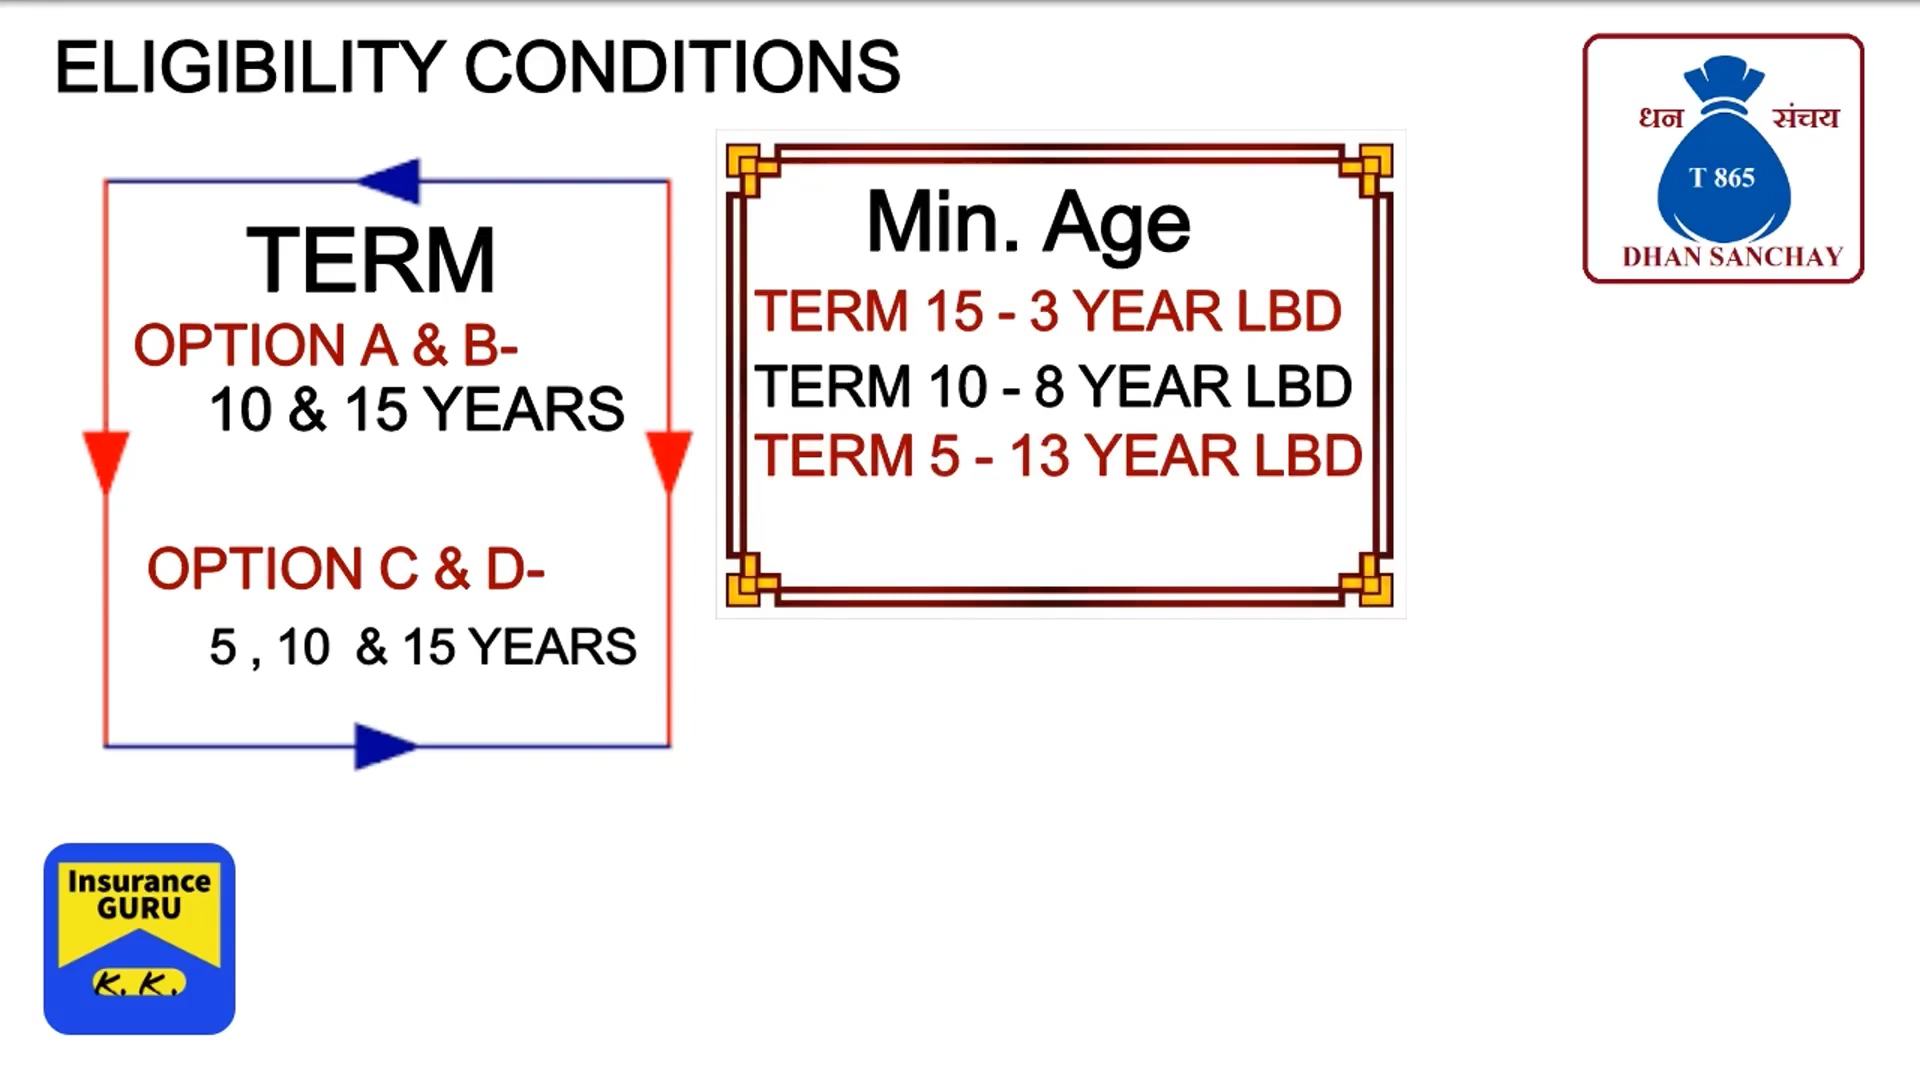 ELIGIBILITY CONDITIONS
TERM
OPTION A & B-
10 & 15 YEARS
OPTION C & D-
5 , 10 & 15 YEARS
Min. Age
TERM 15 - 3 YEAR LBD
TERM 10 - 8 YEAR LBD
TERM 5 - 13 YEAR LBD
धन संचय
T 865
DHAN SANCHAY
Insurance
GURU
K. K.